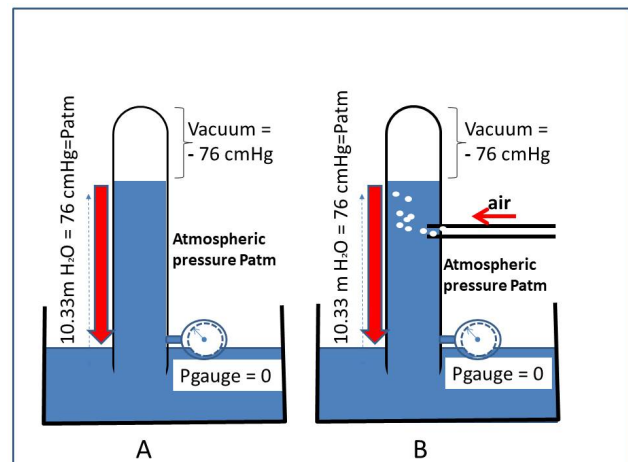 10.33m H₂O = 76 cmHg=Patm
Vacuum =
- 76 cmHg
Atmospheric
pressure Patm
Pgauge = 0
A
10.33 m H₂O = 76 cmHg=Patm
Vacuum =
- 76 cmHg
air
Atmospheric
pressure Patm
Pgauge = 0
B